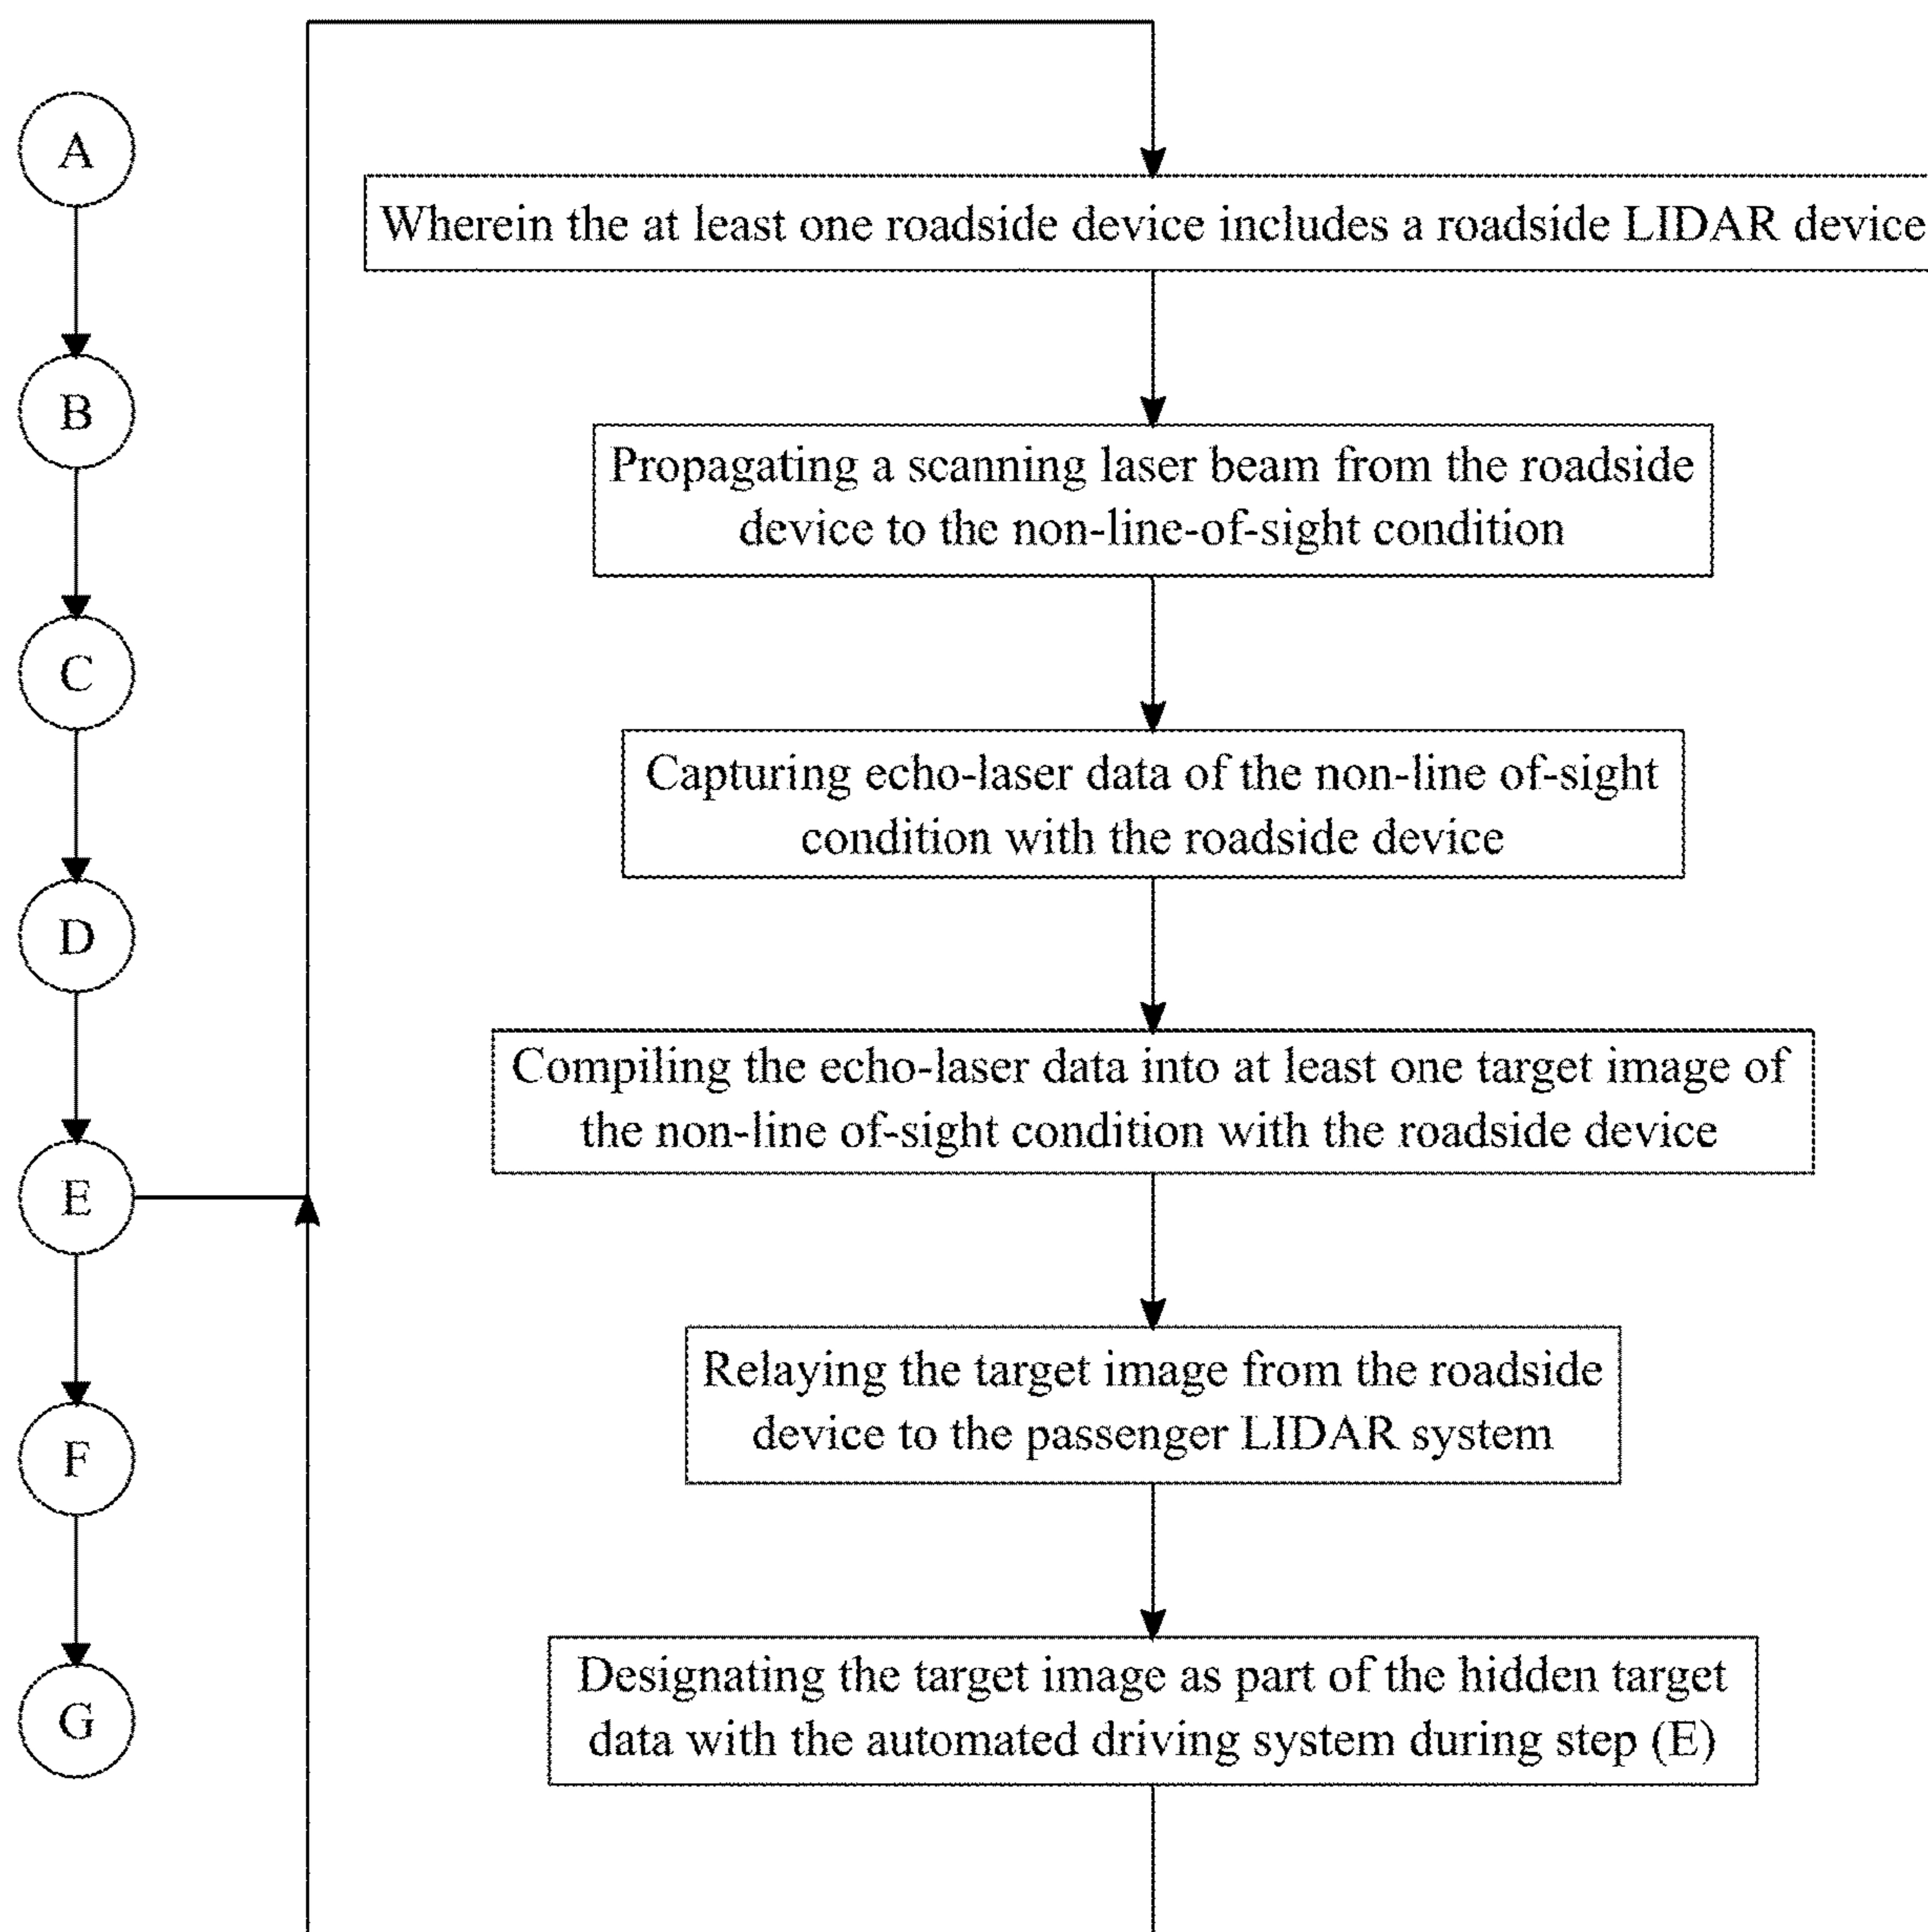 A
B
C
D
E
F
G
Wherein the at least one roadside device includes a roadside LIDAR device
Propagating a scanning laser beam from the roadside
device to the non-line-of-sight condition
Capturing echo-laser data of the non-line of-sight
condition with the roadside device
Compiling the echo-laser data into at least one target image of
the non-line of-sight condition with the roadside device
Relaying the target image from the roadside
device to the passenger LIDAR system
Designating the target image as part of the hidden target
data with the automated driving system during step (E)